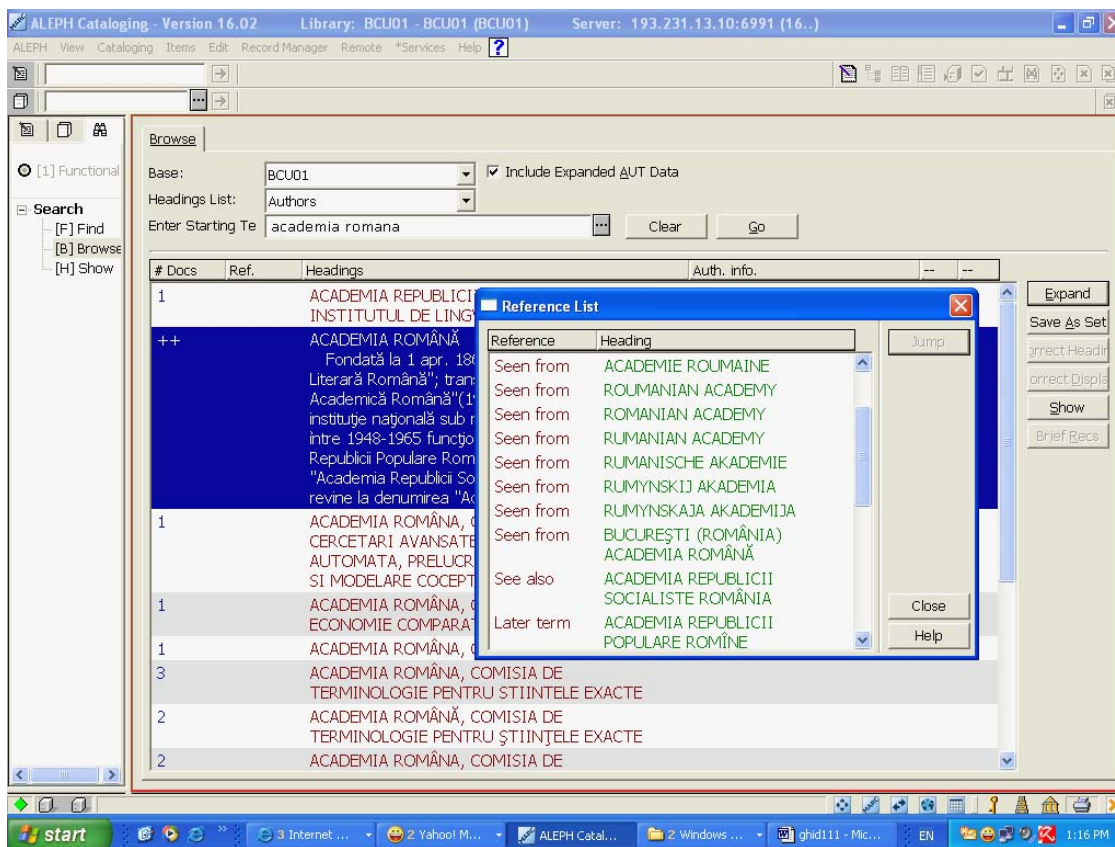 ALEPH Cataloging - Version 16.02 Library: BCU01 - BCU01 (BCU01) Server: 193.231.13.10:6991 (16..)
ALEPH View Cataloging Items Edit Record Manager Remote *Services Help ?
[1] Functional
Search
[F] Find
[B] Browse
[H] Show
Browse
Base: BCU01 Include Expanded AUT Data
Headings List: Authors
Enter Starting Te academia romana ... Clear Go
# Docs Ref. Headings Auth. info. -- --
1 ACADEMIA REPUBLICI
INSTITUTUL DE LING
++ ACADEMIA ROMÂNĂ
Fondată la 1 apr. 186
Literară Română"; tran
Academică Română"(1
instituţie naţională sub
între 1948-1965 funcţio
Republicii Populare Rom
"Academia Republicii So
revine la denumirea "Ac
1 ACADEMIA ROMÂNA, C
CERCETARI AVANSATE
AUTOMATA, PRELUCR
SI MODELARE COCEPT
1 ACADEMIA ROMÂNA, C
ECONOMIE COMPARAT
1 ACADEMIA ROMÂNA, C
3 ACADEMIA ROMÂNA, COMISIA DE
TERMINOLOGIE PENTRU STIINTELE EXACTE
2 ACADEMIA ROMÂNĂ, COMISIA DE
TERMINOLOGIE PENTRU ŞTIINŢELE EXACTE
2 ACADEMIA ROMÂNA, COMISIA DE
Expand
Save As Set
orrect Headin
orrect Displa
Show
Brief Recs
Reference List
Reference Heading
Seen from ACADEMIE ROUMAINE
Seen from ROUMANIAN ACADEMY
Seen from ROMANIAN ACADEMY
Seen from RUMANIAN ACADEMY
Seen from RUMANISCHE AKADEMIE
Seen from RUMYNSKIJ AKADEMIA
Seen from RUMYNSKAJA AKADEMIJA
Seen from BUCUREŞTI (ROMÂNIA)
ACADEMIA ROMÂNĂ
See also ACADEMIA REPUBLICII
SOCIALISTE ROMÂNIA
Later term ACADEMIA REPUBLICII
POPULARE ROMÎNE
Jump
Close
Help
start 3 Internet ... 2 Yahoo! M... ALEPH Catal... 2 Windows ... ghid111 - Mic... EN 1:16 PM